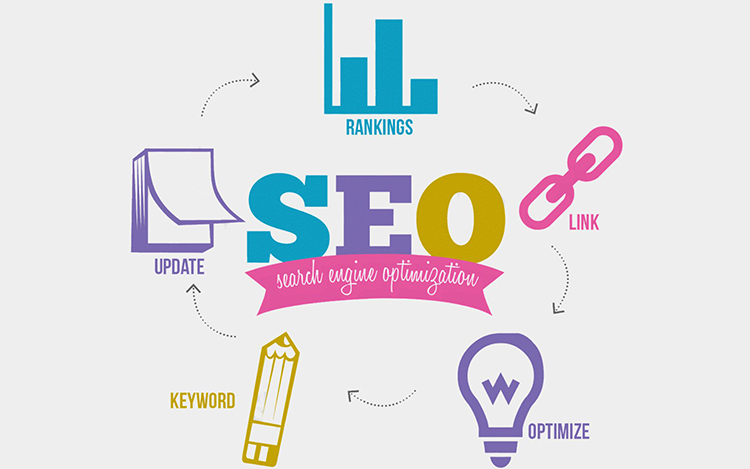 RANKINGS
LINK
SEO
search engine optimization
UPDATE
KEYWORD
OPTIMIZE